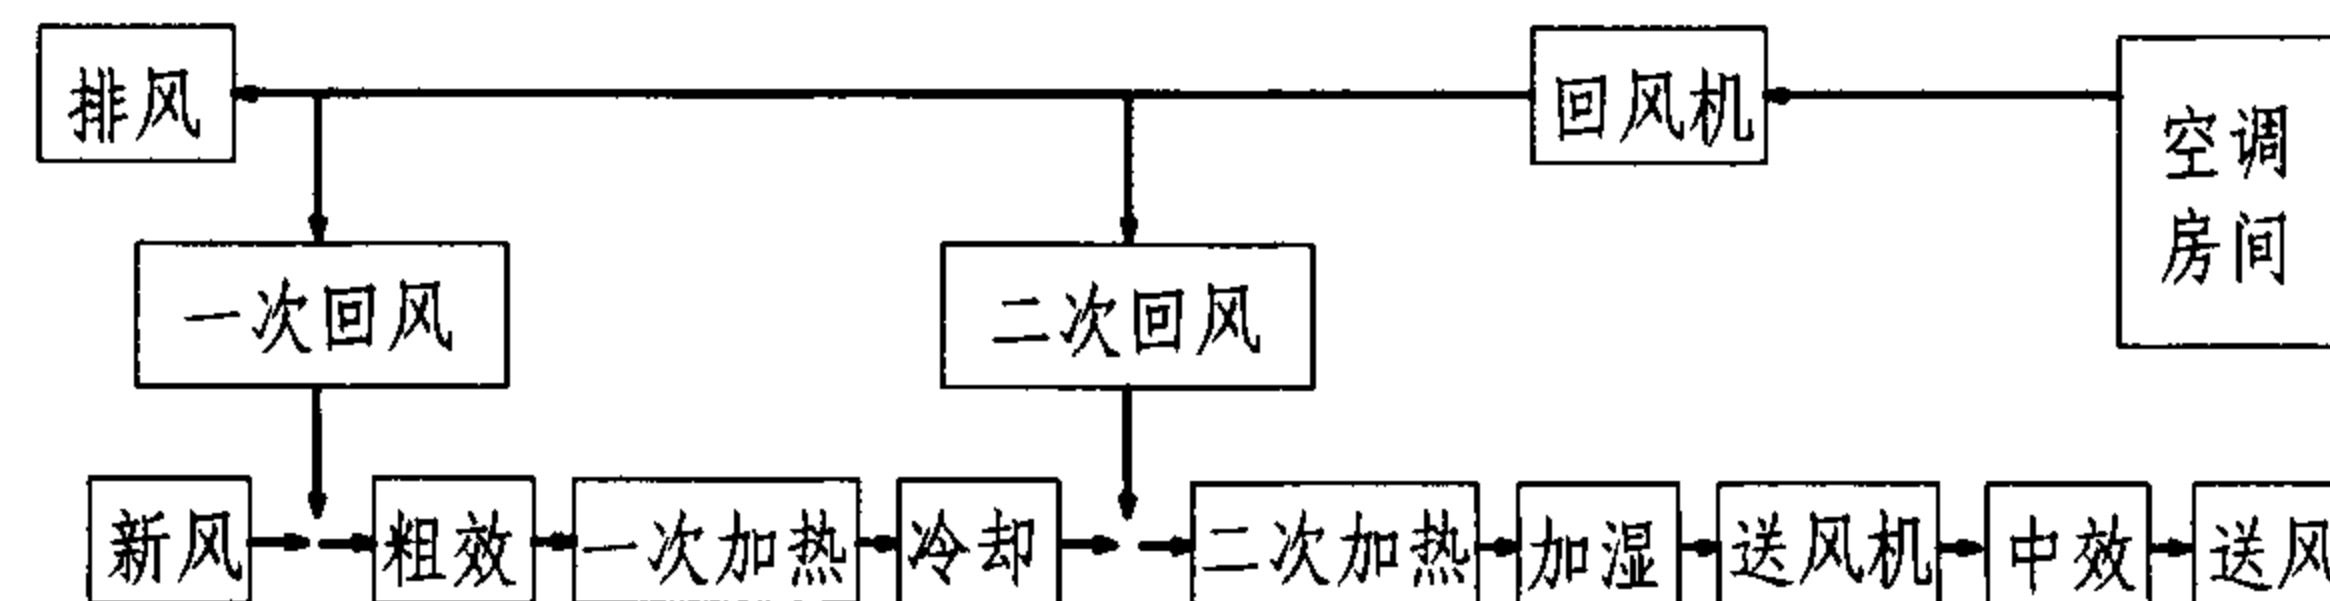 排风
回风机
空调
房间
一次回风
二次回风
新风
粗效
一次加热
冷却
二次加热
加湿
送风机
中效
送风